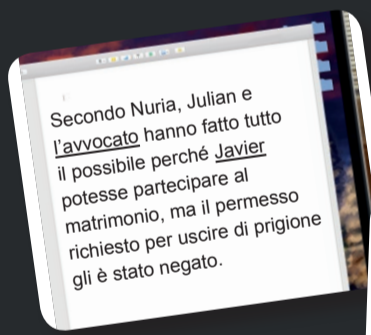 Secondo Nuria, Julian e
l'avvocato hanno fatto tutto
il possibile perché Javier
potesse partecipare al
matrimonio, ma il permesso
richiesto per uscire di prigione
gli è stato negato.